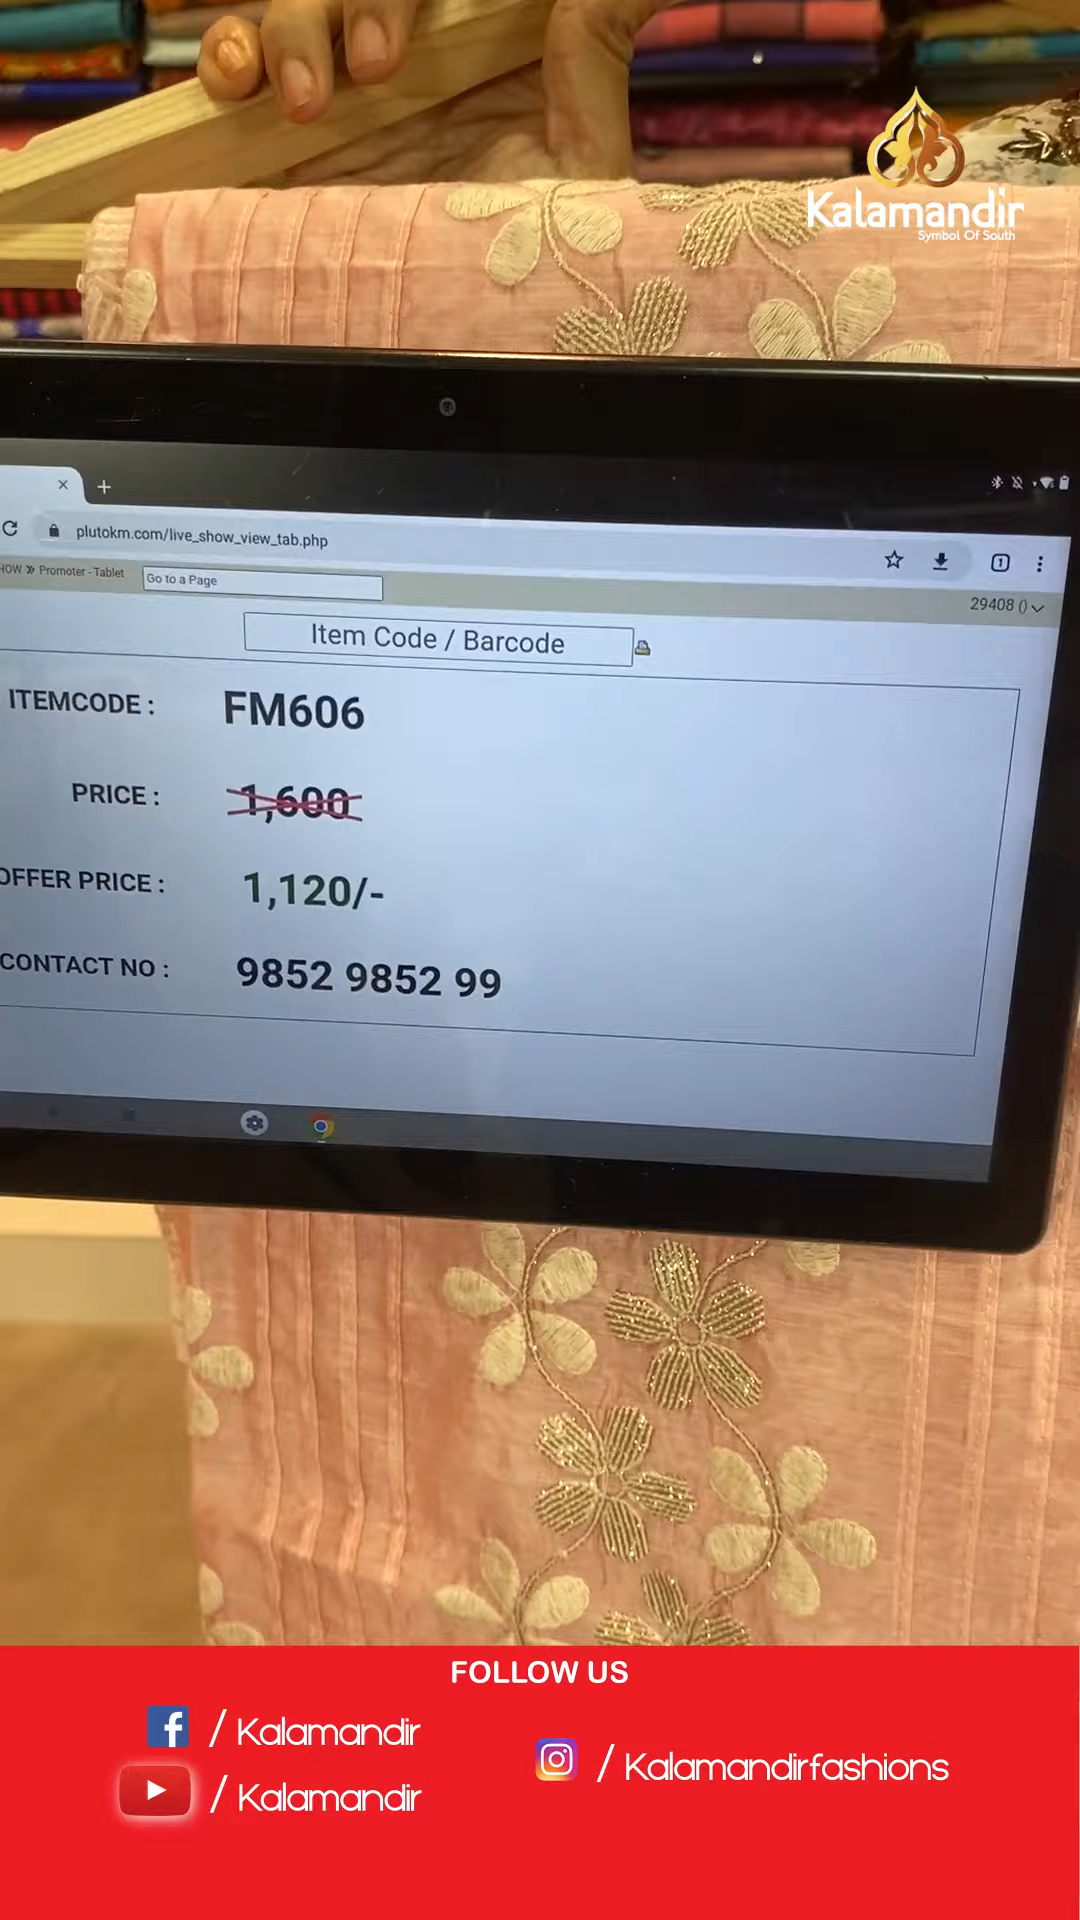 Kalamandir
Symbol Of South
plutokm.com/live_show_view_tab.php
HOW » Promoter - Tablet
Go to a Page
29408 ()
Item Code / Barcode
ITEMCODE : FM606
PRICE : 1,600
OFFER PRICE : 1,120/-
CONTACT NO : 9852 9852 99
FOLLOW US
/ Kalamandir
/ Kalamandirfashions
/ Kalamandir